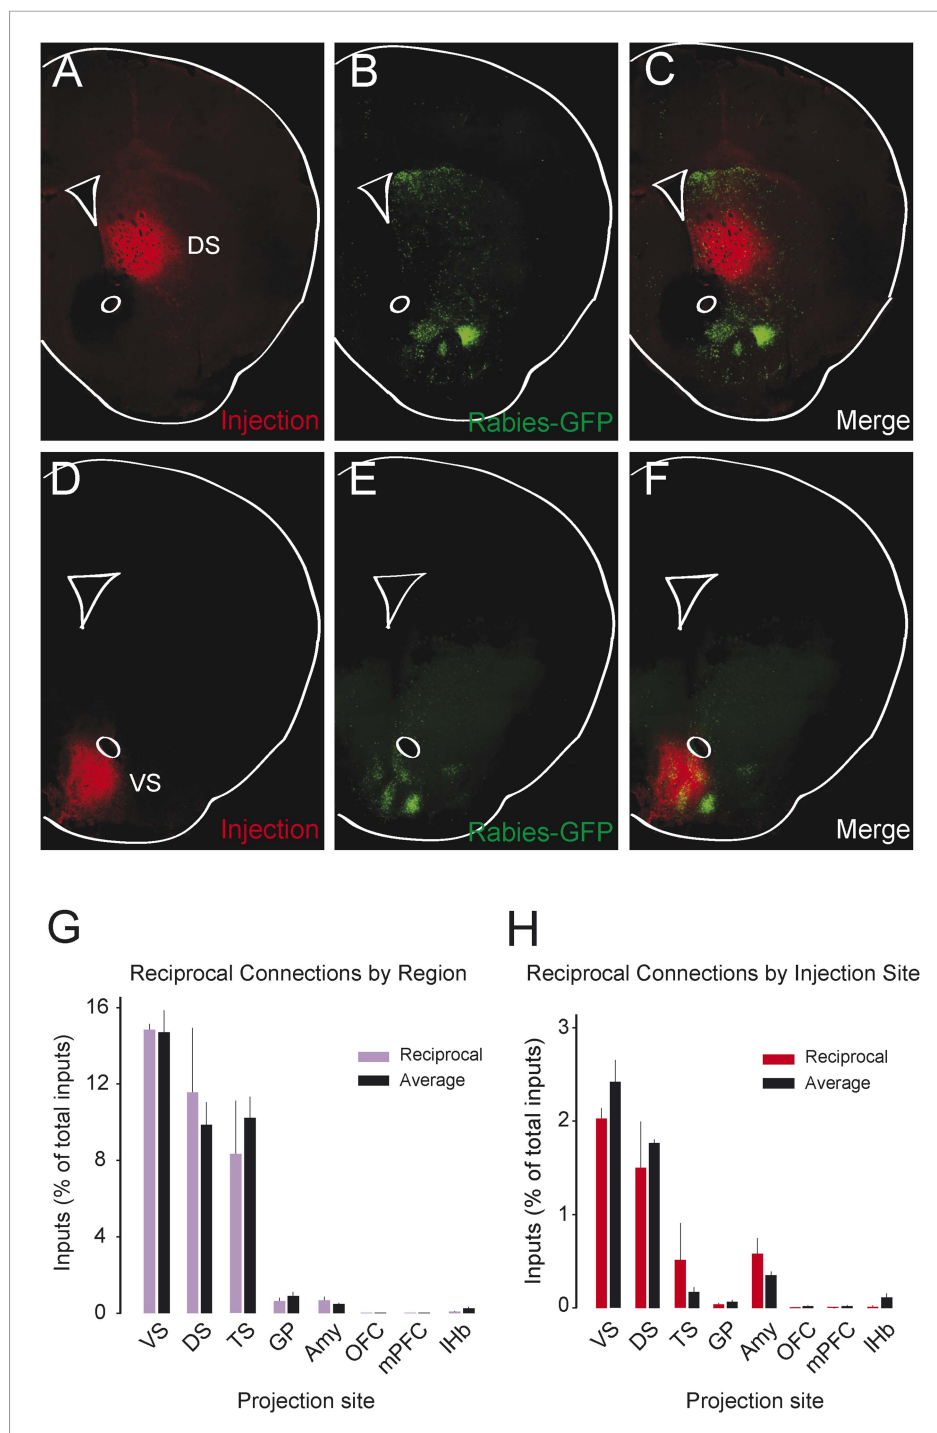 A
B
C
DS
Injection
Rabies-GFP
Merge
D
E
F
VS
Injection
Rabies-GFP
Merge
G
Reciprocal Connections by Region
Inputs (% of total inputs)
16
12
8
4
0
Reciprocal
Average
VS
DS
TS
GP
Amy
OFC
mPFC
lHb
Projection site
H
Reciprocal Connections by Injection Site
Inputs (% of total inputs)
3
2
1
0
Reciprocal
Average
VS
DS
TS
GP
Amy
OFC
mPFC
lHb
Projection site